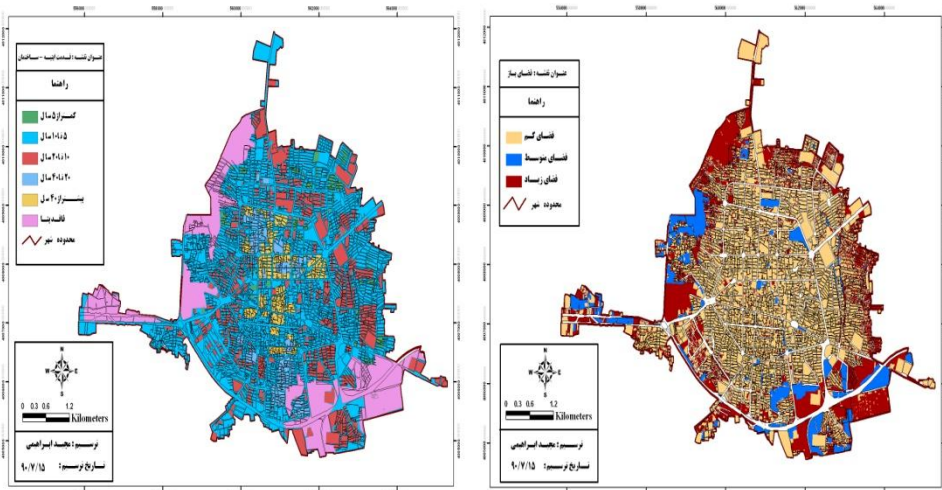 عنوان نقشه : قدمت ابنیه - ساختمان
راهنما
کمتر از ۵ سال
۵ تا ۱۰ سال
۱۰ تا ۲۰ سال
۲۰ تا ۴۰ سال
بیشتر از ۴۰ سال
فاقد بنا
محدوده شهر
N
W
E
S
0 0.3 0.6 1.2
Kilometers
ترسیم : مجد ابراهیمی
تاریخ ترسیم : ۹۰/۷/۱۵
عنوان نقشه : فضای باز
راهنما
فضای کم
فضای متوسط
فضای زیاد
محدوده شهر
N
W
E
S
0 0.3 0.6 1.2
Kilometers
ترسیم : مجد ابراهیمی
تاریخ ترسیم : ۹۰/۷/۱۵